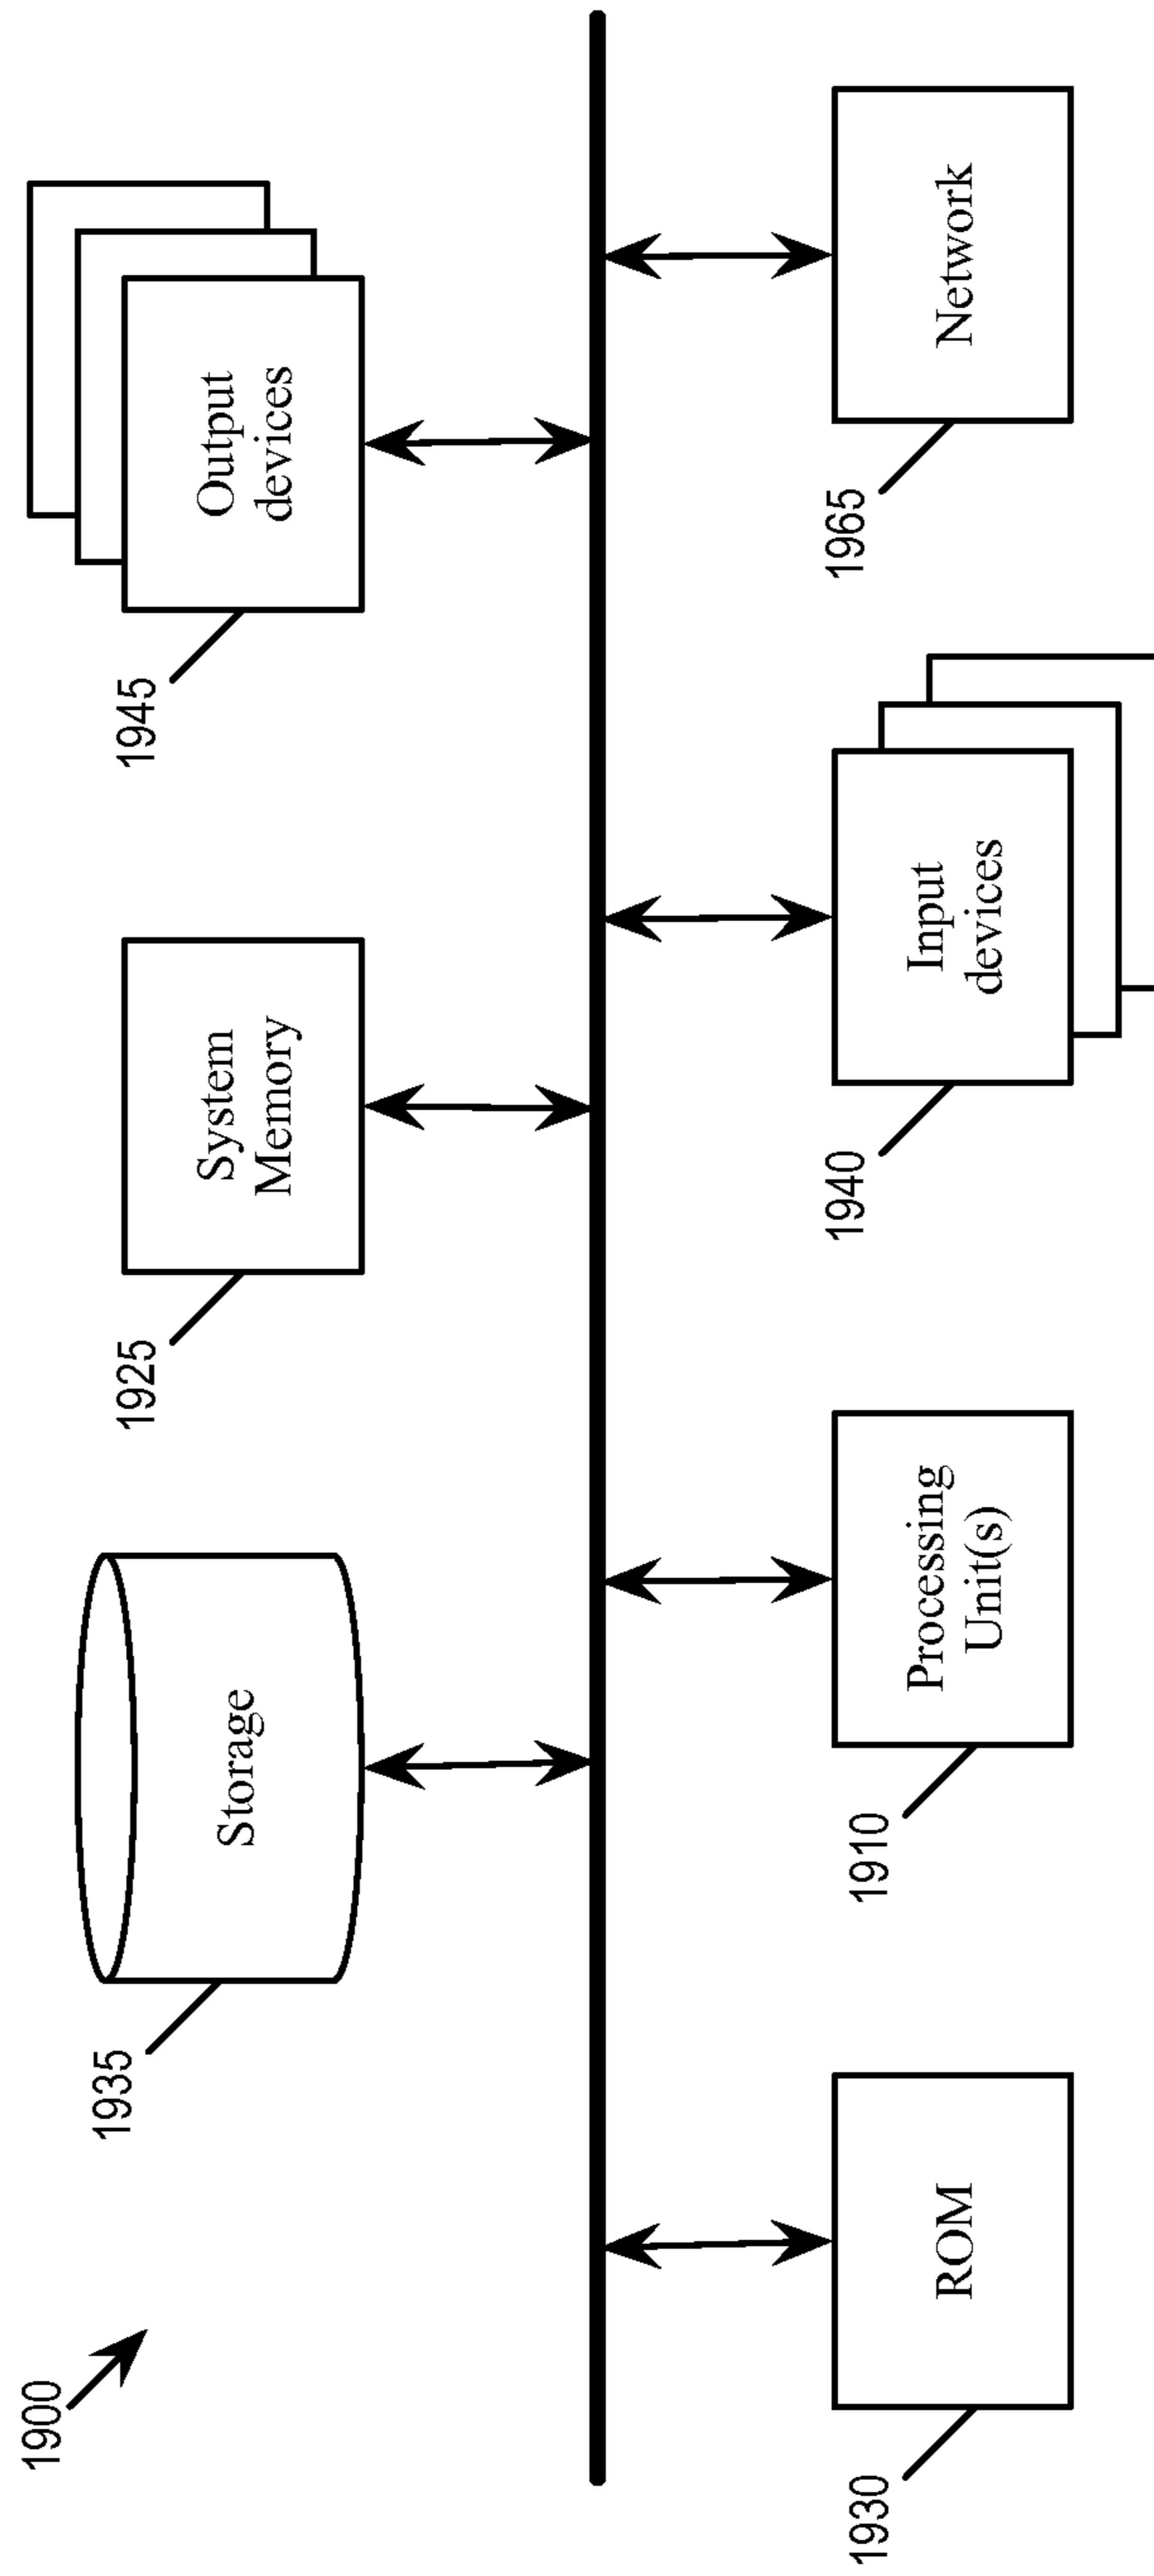 1900
1935
Storage
1925
System
Memory
1945
Output
devices
1930
ROM
1910
Processing
Unit(s)
1940
Input
devices
1965
Network